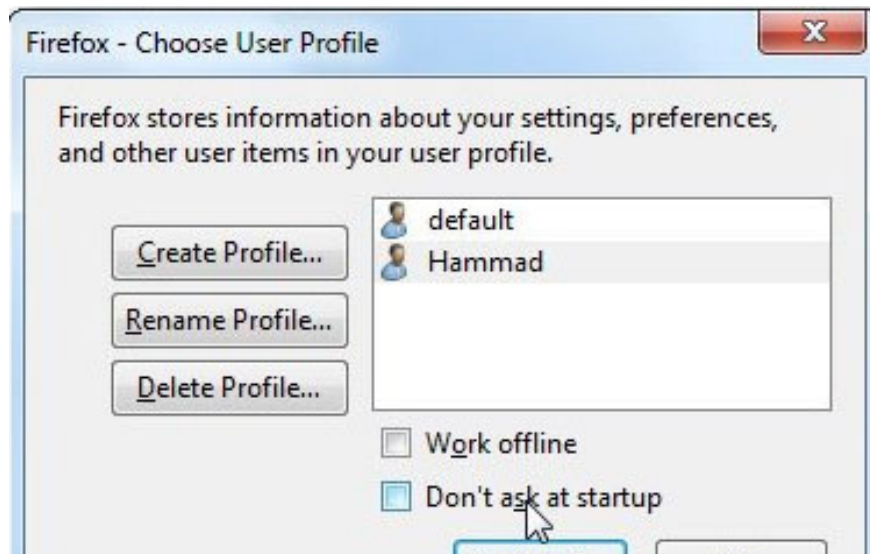 Firefox - Choose User Profile
Firefox stores information about your settings, preferences,
and other user items in your user profile.
default
Create Profile...
Hammad
Rename Profile...
Delete Profile...
Work offline
Don't ask at startup